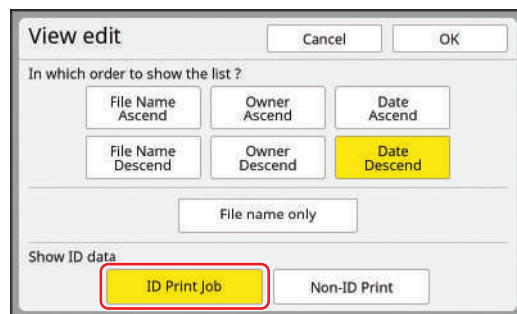 View edit
Cancel
OK
In which order to show the list ?
File Name
Ascend
Owner
Ascend
Date
Ascend
File Name
Descend
Owner
Descend
Date
Descend
File name only
Show ID data
ID Print Job
Non-ID Print